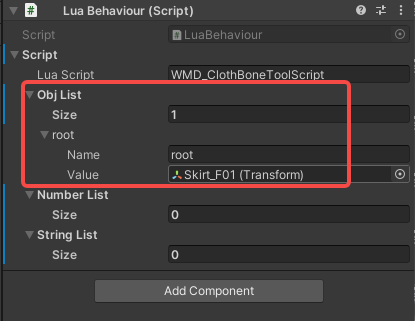 Lua Behaviour (Script)
Script LuaBehaviour
Script
Lua Script WMD_ClothBoneToolScript
Obj List
Size 1
root
Name root
Value Skirt_F01 (Transform)
Number List
Size 0
String List
Size 0
Add Component